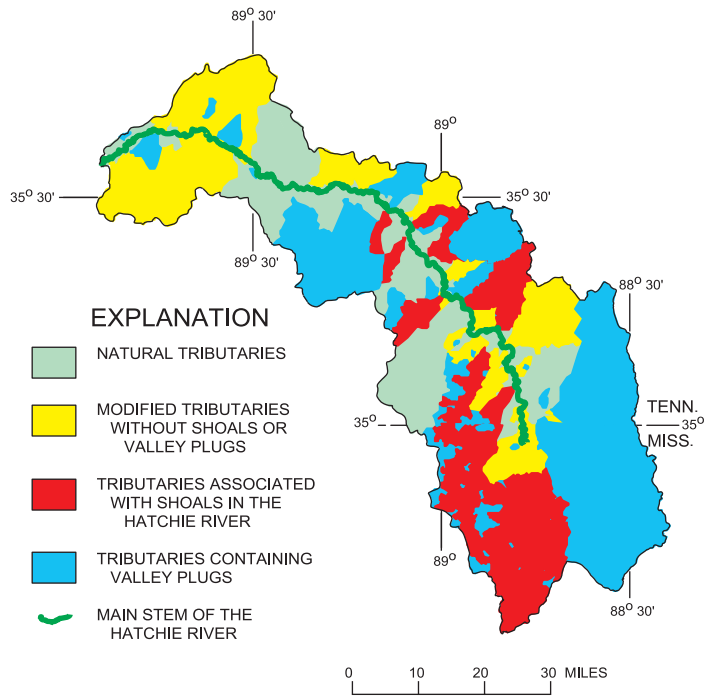 89° 30'
89°
35° 30'
35° 30'
89° 30'
88° 30'
EXPLANATION
NATURAL TRIBUTARIES
MODIFIED TRIBUTARIES
WITHOUT SHOALS OR
VALLEY PLUGS
TENN.
35°
35°
MISS.
TRIBUTARIES ASSOCIATED
WITH SHOALS IN THE
HATCHIE RIVER
89°
TRIBUTARIES CONTAINING
VALLEY PLUGS
88° 30'
MAIN STEM OF THE
HATCHIE RIVER
0 10 20 30 MILES